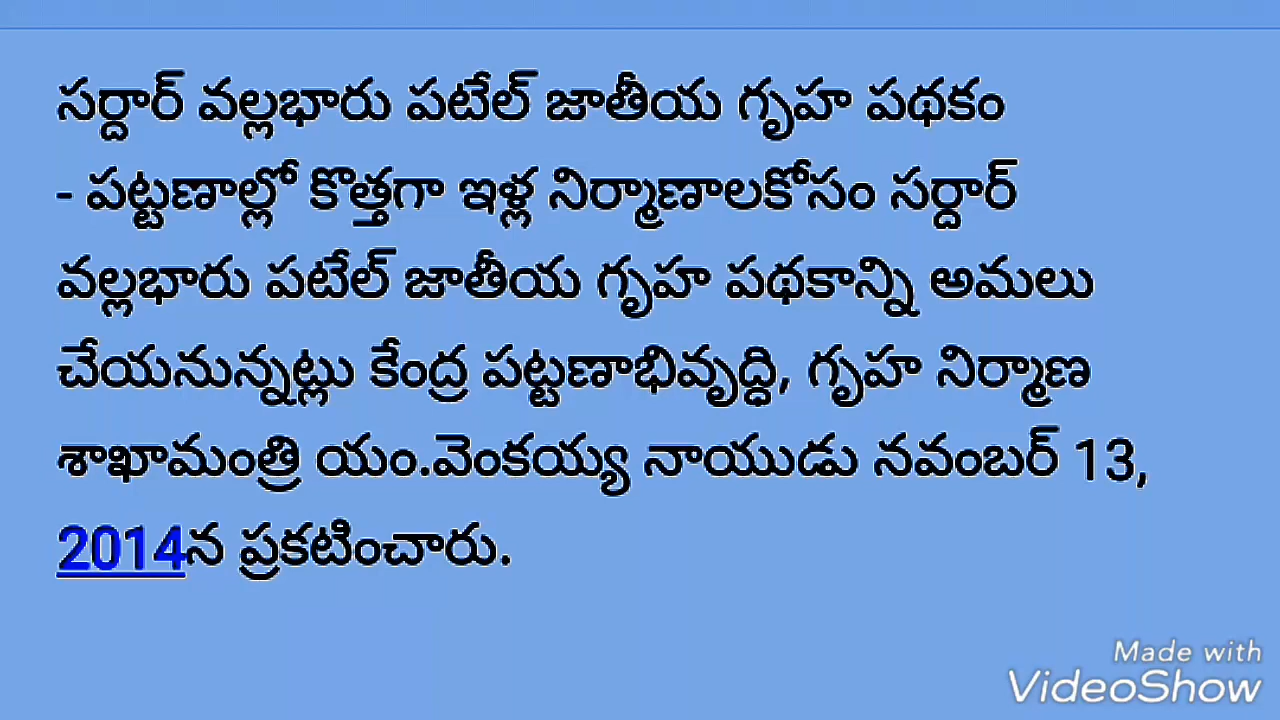 సర్దార్ వల్లభారు పటేల్ జాతీయ గృహ పథకం
- పట్టణాల్లో కొత్తగా ఇళ్ల నిర్మాణాలకోసం సర్దార్
వల్లభారు పటేల్ జాతీయ గృహ పథకాన్ని అమలు
చేయనున్నట్లు కేంద్ర పట్టణాభివృద్ధి, గృహ నిర్మాణ
శాఖామంత్రి యం.వెంకయ్య నాయుడు నవంబర్ 13,
2014న ప్రకటించారు.
Made with
VideoShow